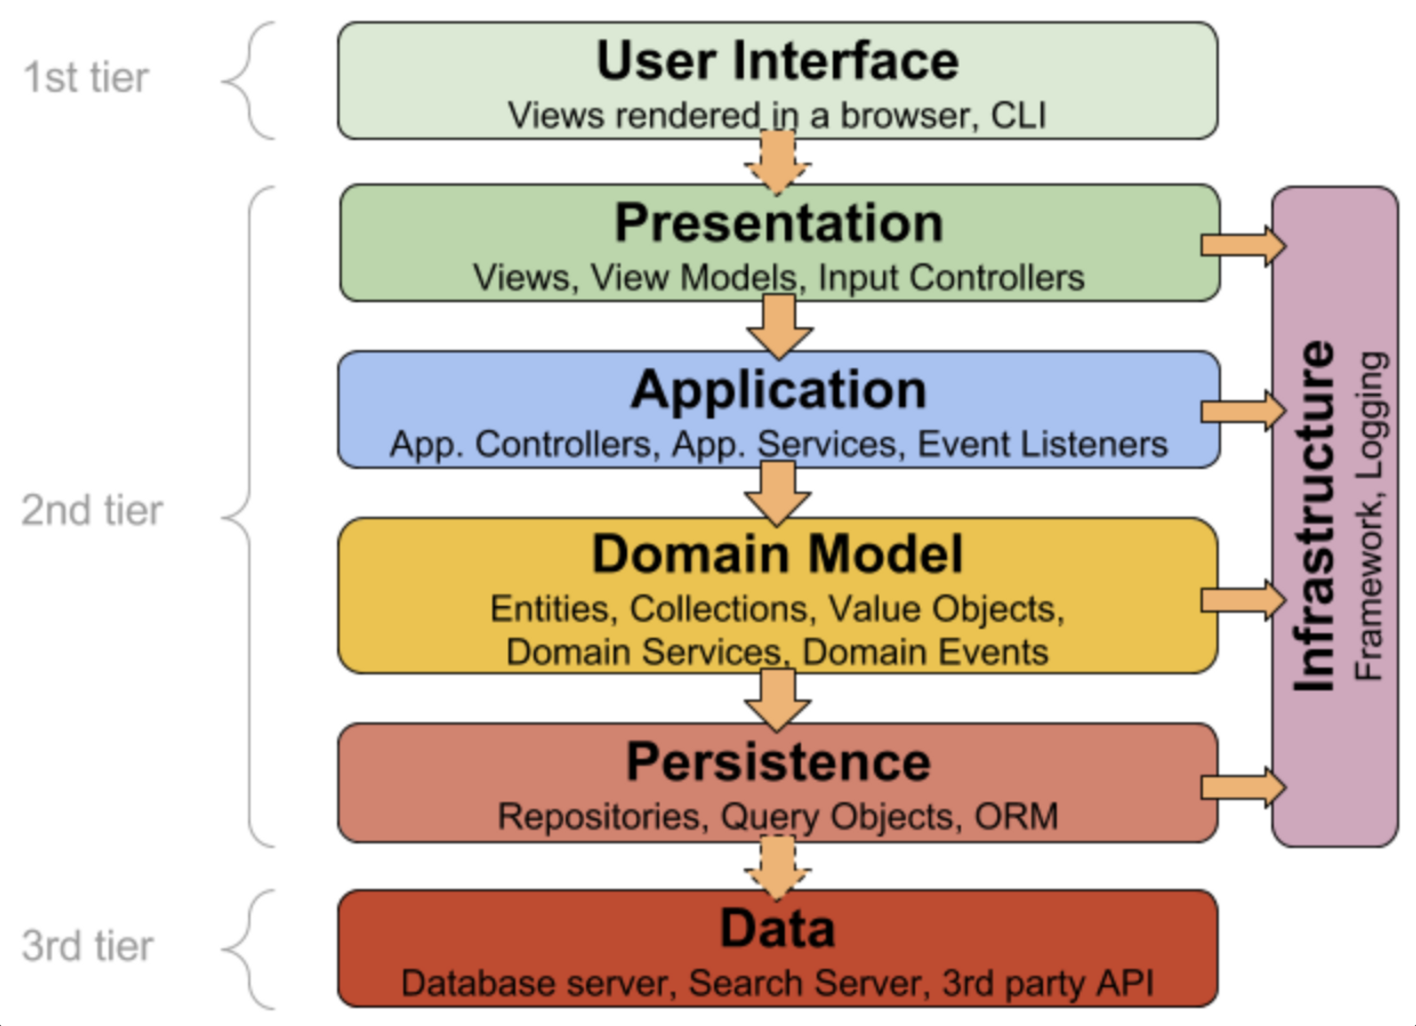 1st tier
User Interface
Views rendered in a browser, CLI
2nd tier
Presentation
Views, View Models, Input Controllers
Application
App. Controllers, App. Services, Event Listeners
Domain Model
Entities, Collections, Value Objects,
Domain Services, Domain Events
Persistence
Repositories, Query Objects, ORM
Infrastructure
Framework, Logging
3rd tier
Data
Database server, Search Server, 3rd party API